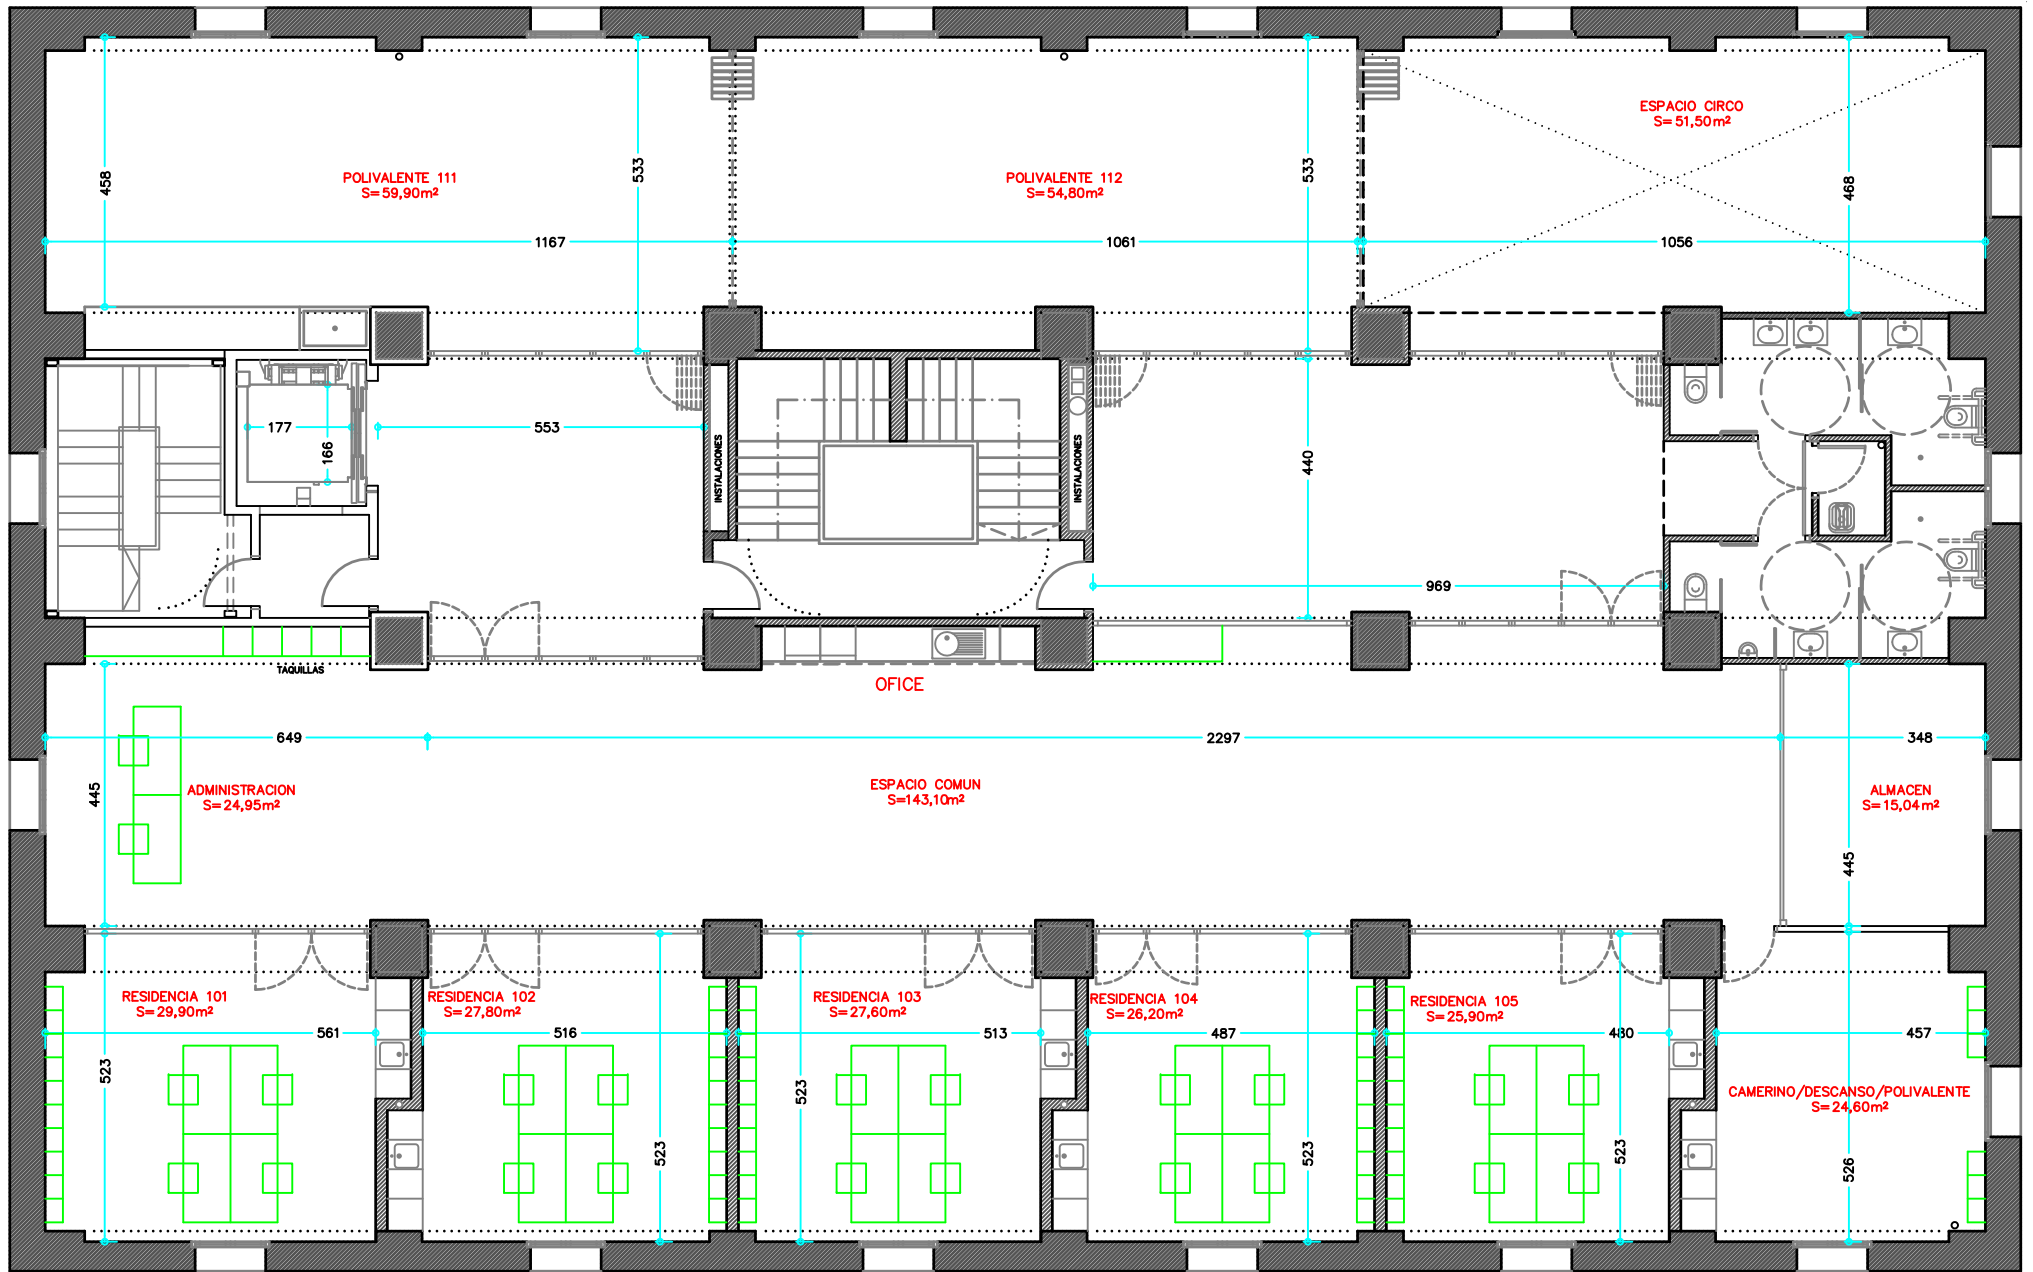 ESPACIO CIRCO
S=51,50m²
POLIVALENTE 111
S=59,90m²
POLIVALENTE 112
S=54,80m²
458
533
533
468
1167
1061
1056
177
166
553
INSTALACIONES
INSTALACIONES
440
969
TAQUILLAS
OFICE
649
2297
348
445
ADMINISTRACION
S=24,95m²
ESPACIO COMUN
S=143,10m²
ALMACEN
S=15,04m²
445
RESIDENCIA 101
S=29,90m²
RESIDENCIA 102
S=27,80m²
RESIDENCIA 103
S=27,60m²
RESIDENCIA 104
S=26,20m²
RESIDENCIA 105
S=25,90m²
561
516
513
487
480
457
523
523
523
523
523
526
CAMERINO/DESCANSO/POLIVALENTE
S=24,60m²